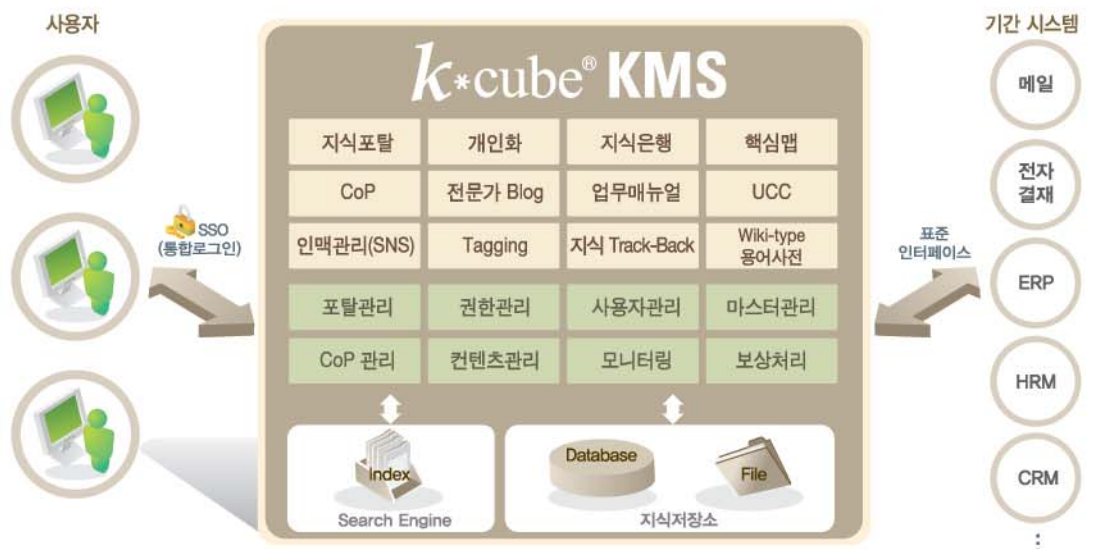 사용자
기간 시스템
k*cube® KMS
메일
지식포탈 개인화 지식은행 핵심맵
전자
결재
CoP 전문가 Blog 업무매뉴얼 UCC
SSO
(통합로그인)
인맥관리(SNS) Tagging 지식 Track-Back Wiki-type
용어사전
표준
인터페이스
ERP
포탈관리 권한관리 사용자관리 마스터관리
CoP 관리 컨텐츠관리 모니터링 보상처리
HRM
Index
Database
File
CRM
Search Engine
지식저장소
: